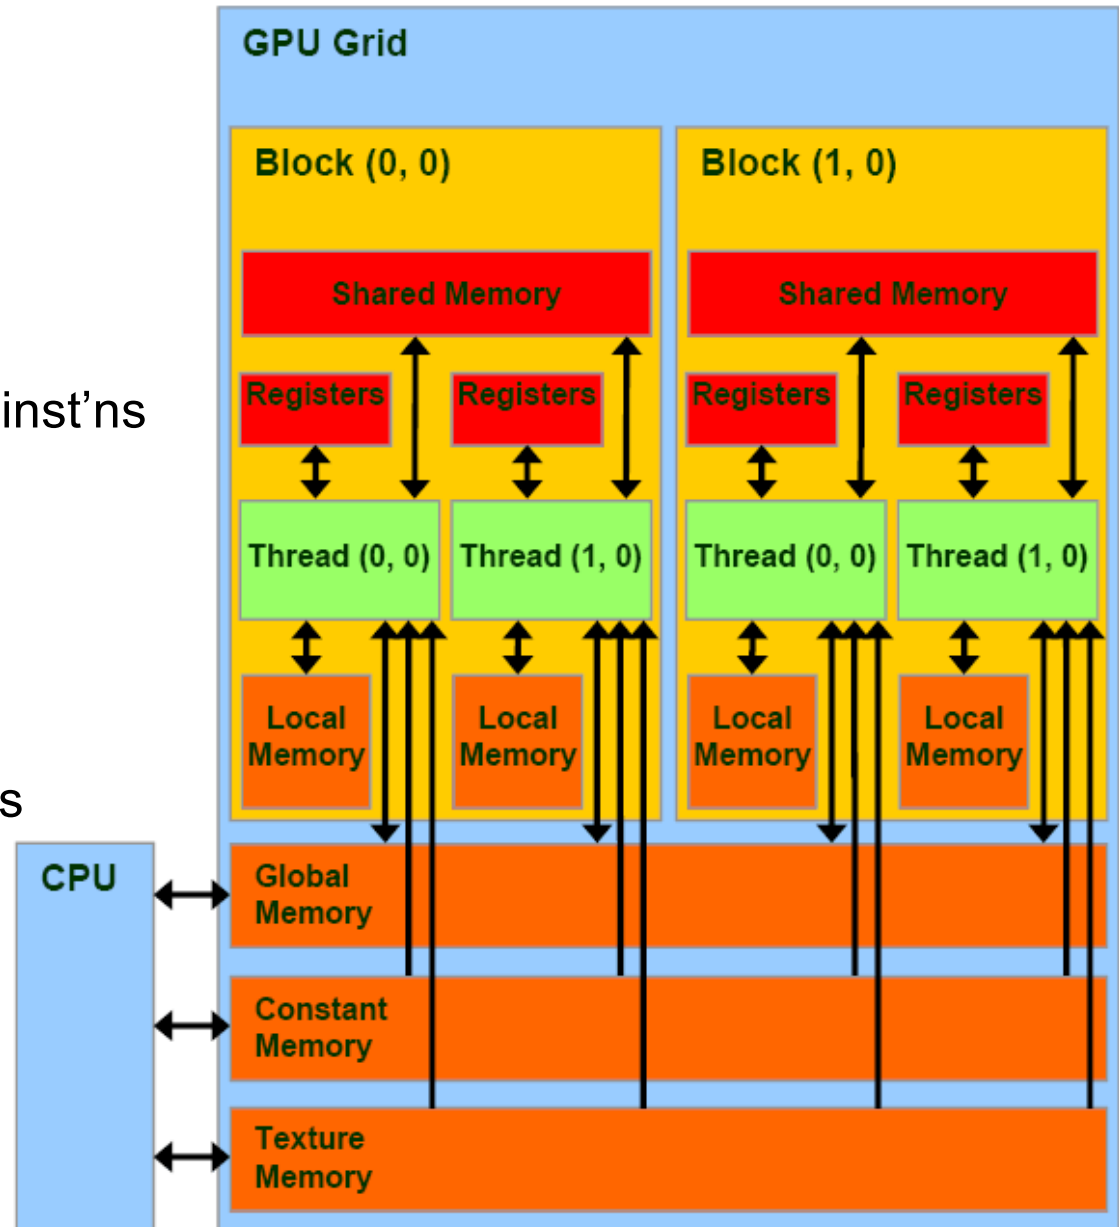 GPU Grid
Block (0, 0)
Block (1, 0)
Shared Memory
Shared Memory
inst’ns
Registers
Registers
Registers
Registers
Thread (0, 0)
Thread (1, 0)
Thread (0, 0)
Thread (1, 0)
Local
Memory
Local
Memory
Local
Memory
Local
Memory
s
CPU
Global
Memory
Constant
Memory
Texture
Memory